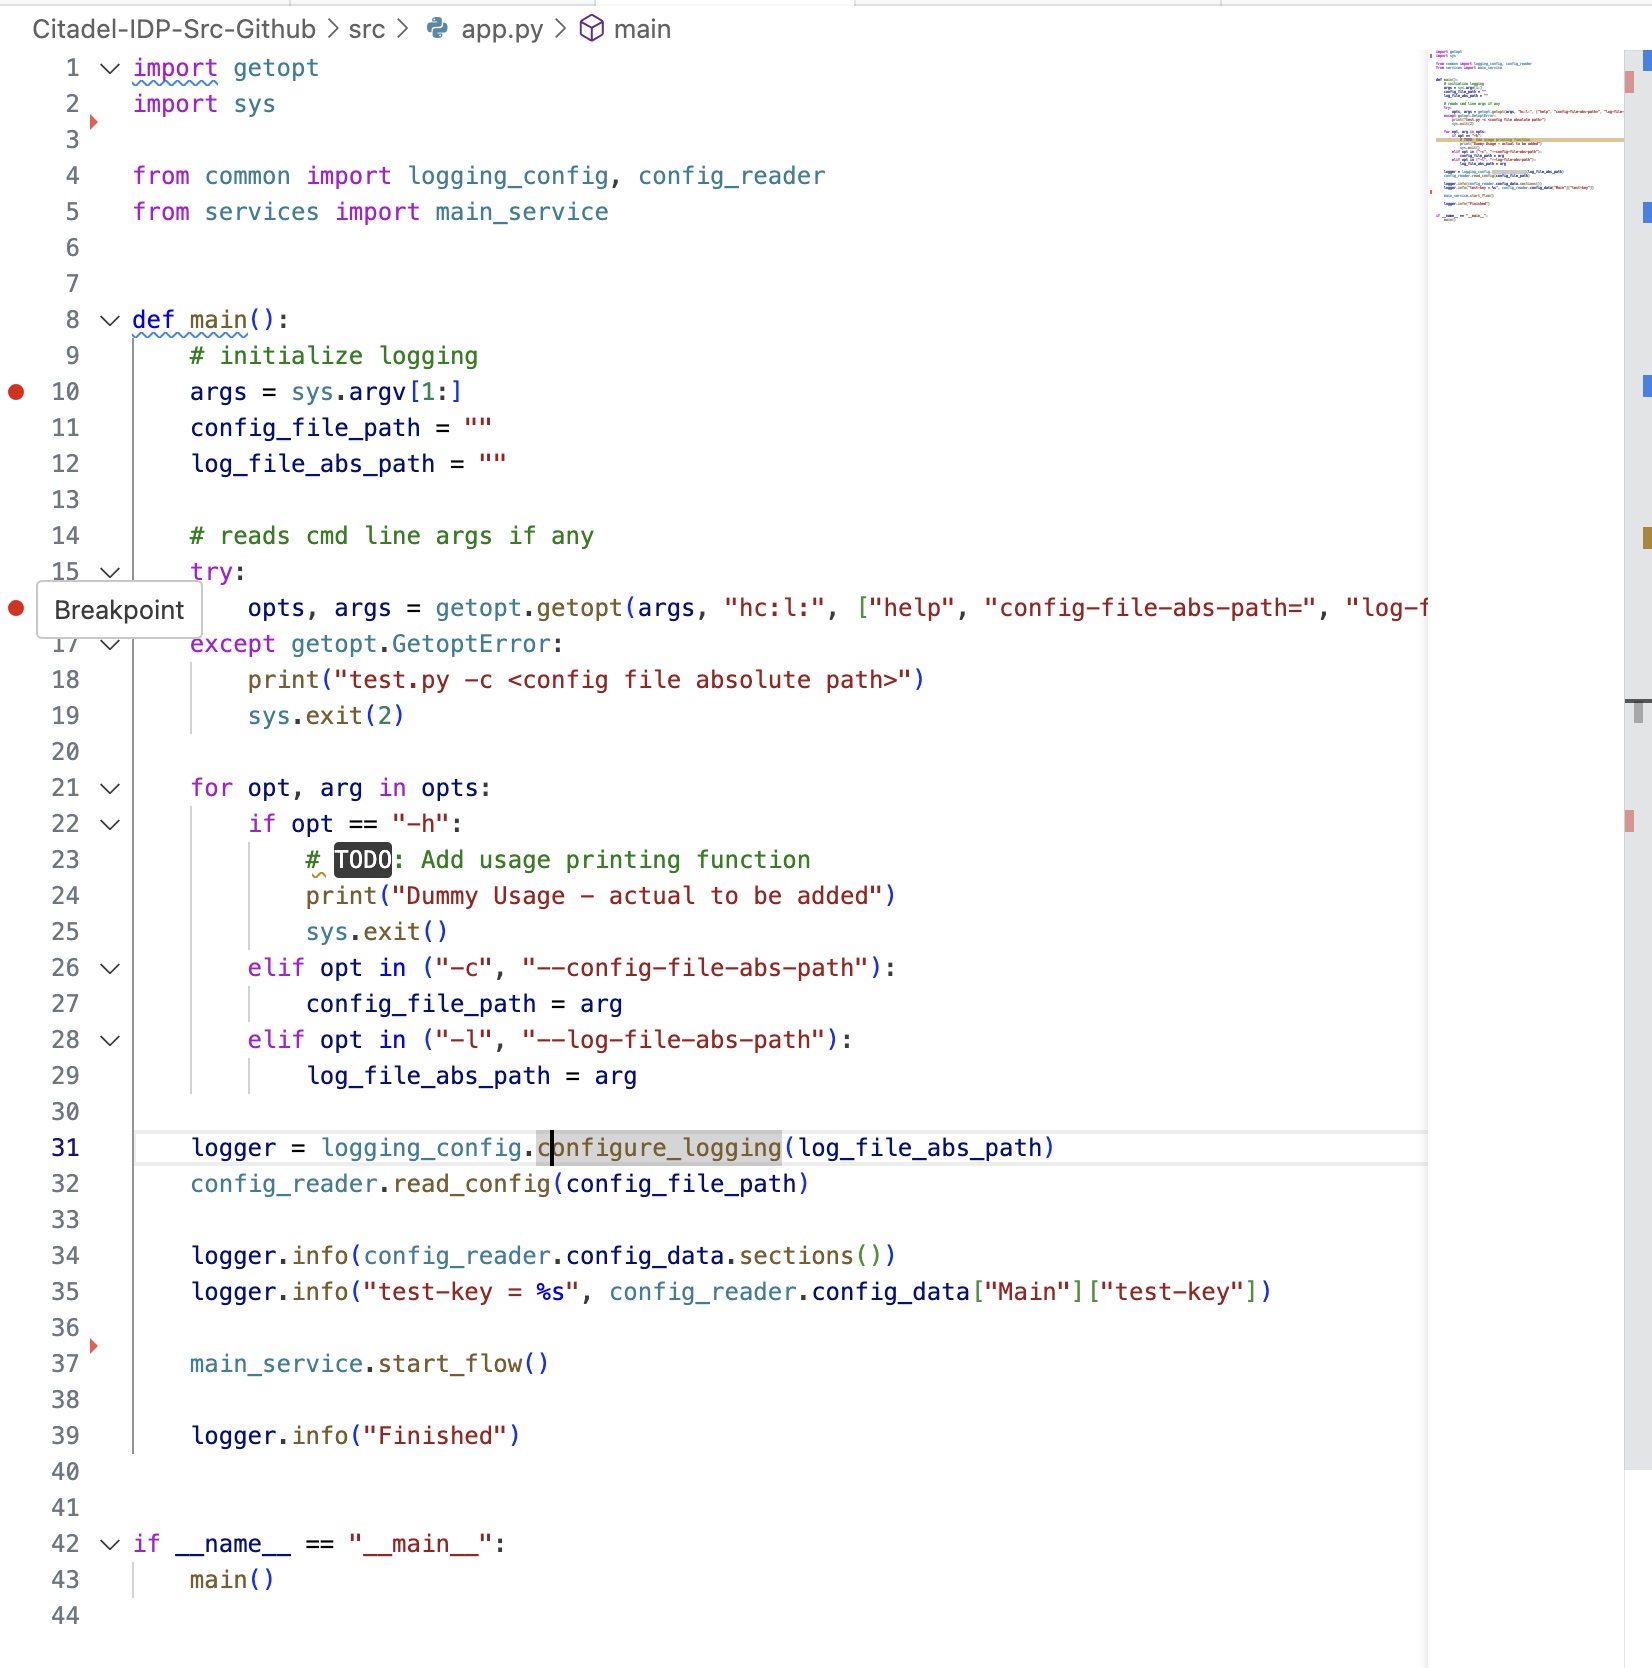 Citadel-IDP-Src-Github > src > app.py > main
1 import getopt
2 import sys
3
4 from common import logging_config, config_reader
5 from services import main_service
6
7
8 def main():
9     # initialize logging
10     args = sys.argv[1:]
11     config_file_path = ""
12     log_file_abs_path = ""
13
14     # reads cmd line args if any
15     try:
Breakpoint
        opts, args = getopt.getopt(args, "hc:l:", ["help", "config-file-abs-path=", "log-f
17     except getopt.GetoptError:
18         print("test.py -c <config file absolute path>")
19         sys.exit(2)
20
21     for opt, arg in opts:
22         if opt == "-h":
23             # TODO: Add usage printing function
24             print("Dummy Usage - actual to be added")
25             sys.exit()
26         elif opt in ("-c", "--config-file-abs-path"):
27             config_file_path = arg
28         elif opt in ("-l", "--log-file-abs-path"):
29             log_file_abs_path = arg
30
31     logger = logging_config.configure_logging(log_file_abs_path)
32     config_reader.read_config(config_file_path)
33
34     logger.info(config_reader.config_data.sections())
35     logger.info("test-key = %s", config_reader.config_data["Main"]["test-key"])
36
37     main_service.start_flow()
38
39     logger.info("Finished")
40
41
42 if __name__ == "__main__":
43     main()
44